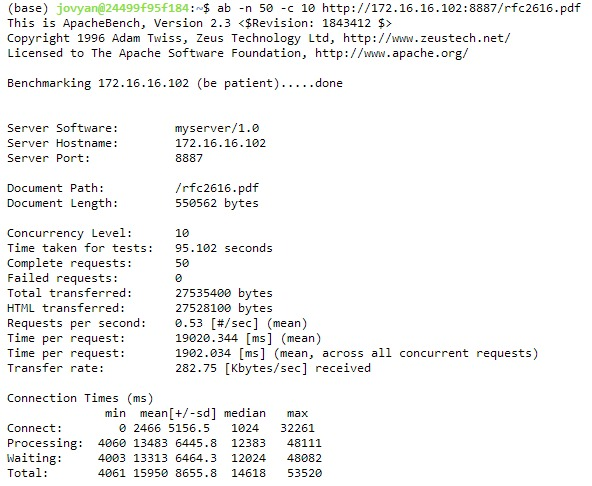 (base) jovyan@24499f95f184:~$ ab -n 50 -c 10 http://172.16.16.102:8887/rfc2616.pdf
This is ApacheBench, Version 2.3 <$Revision: 1843412 $>
Copyright 1996 Adam Twiss, Zeus Technology Ltd, http://www.zeustech.net/
Licensed to The Apache Software Foundation, http://www.apache.org/
Benchmarking 172.16.16.102 (be patient).....done
Server Software: myserver/1.0
Server Hostname: 172.16.16.102
Server Port: 8887
Document Path: /rfc2616.pdf
Document Length: 550562 bytes
Concurrency Level: 10
Time taken for tests: 95.102 seconds
Complete requests: 50
Failed requests: 0
Total transferred: 27535400 bytes
HTML transferred: 27528100 bytes
Requests per second: 0.53 [#/sec] (mean)
Time per request: 19020.344 [ms] (mean)
Time per request: 1902.034 [ms] (mean, across all concurrent requests)
Transfer rate: 282.75 [Kbytes/sec] received
Connection Times (ms)
min mean[+/-sd] median max
Connect: 0 2466 5156.5 1024 32261
Processing: 4060 13483 6445.8 12383 48111
Waiting: 4003 13313 6464.3 12024 48082
Total: 4061 15950 8655.8 14618 53520